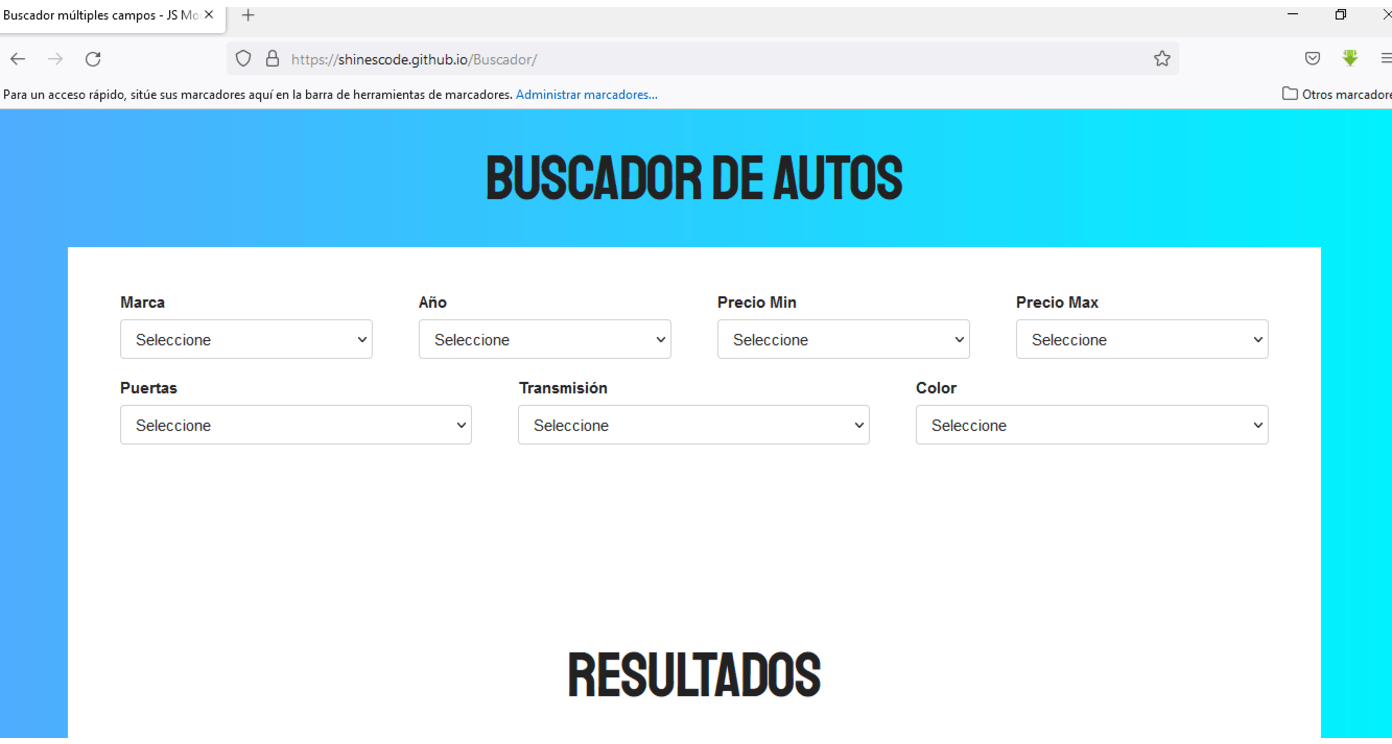 Buscador múltiples campos - JS Mo
https://shinescode.github.io/Buscador/
Para un acceso rápido, sitúe sus marcadores aquí en la barra de herramientas de marcadores. Administrar marcadores...
Otros marcadore
BUSCADOR DE AUTOS
Marca Año Precio Min Precio Max
Seleccione Seleccione Seleccione Seleccione
Puertas Transmisión Color
Seleccione Seleccione Seleccione
RESULTADOS